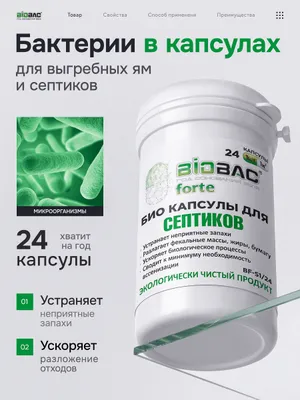 BIOBAC
Товар
Свойства
Способ применения
Преимущества
Бактерии в капсулах
для выгребных ям
и септиков
МИКРООРГАНИЗМЫ
24 хватит
на год
капсулы
01 Устраняет
неприятные
запахи
02 Ускоряет
разложение
отходов
24 КАПСУЛЫ
BIOBAC
forte
БИО КАПСУЛЫ ДЛЯ
СЕПТИКОВ
Устраняет неприятные запахи
Разлагает фекальные массы, жиры, бумагу
Ускоряет биологические процессы
Сводит к минимуму необходимость
ассенизации
BF-S1/24
ЭКОЛОГИЧЕСКИ ЧИСТЫЙ ПРОДУКТ